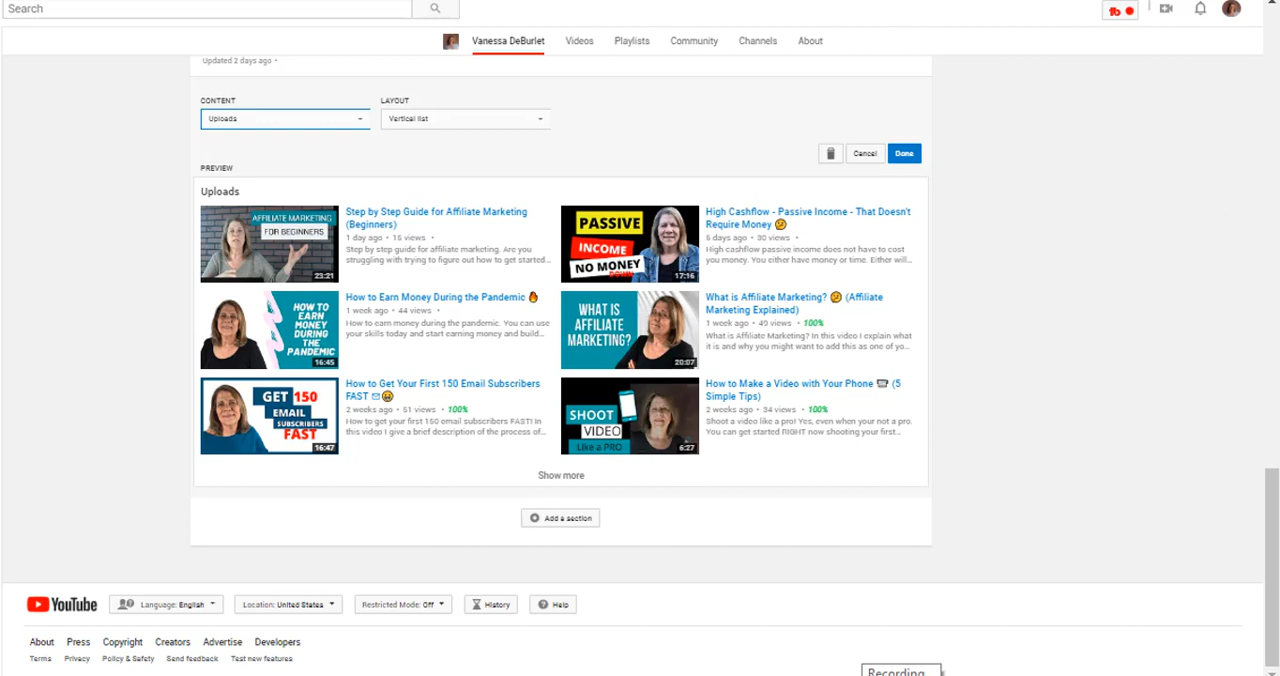 Search
Vanessa DeBurlet Videos Playlists Community Channels About
Updated 2 days ago •
CONTENT LAYOUT
Uploads Vertical list
Cancel Done
PREVIEW
Uploads
AFFILIATE MARKETING
FOR BEGINNERS
23:21
Step by Step Guide for Affiliate Marketing
(Beginners)
1 day ago • 16 views •
Step by step guide for affiliate marketing. Are you
struggling with trying to figure out how to get started...
PASSIVE
INCOME
NO MONEY
17:16
High Cashflow - Passive Income - That Doesn't
Require Money 😕
6 days ago • 30 views •
High cashflow passive income does not have to cost
you money. You either have money or time. Either will...
HOW TO
EARN
MONEY
DURING
THE
PANDEMIC
16:45
How to Earn Money During the Pandemic 🔥
1 week ago • 44 views •
How to earn money during the pandemic. You can use
your skills today and start earning money and build...
WHAT IS
AFFILIATE
MARKETING?
20:07
What is Affiliate Marketing? 🤔 (Affiliate
Marketing Explained)
1 week ago • 49 views • 100%
What is Affiliate Marketing? In this video I explain what
it is and why you might want to add this as one of yo...
GET 150
EMAIL
SUBSCRIBERS
FAST
16:47
How to Get Your First 150 Email Subscribers
FAST ✉😀
2 weeks ago • 51 views • 100%
How to get your first 150 email subscribers FAST! In
this video I give a brief description of the process of...
SHOOT
VIDEO
Like a PRO
6:27
How to Make a Video with Your Phone ☎ (5
Simple Tips)
2 weeks ago • 34 views • 100%
Shoot a video like a pro! Yes, even when your not a pro.
You can get started RIGHT now shooting your first...
Show more
Add a section
YouTube Language: English Location: United States Restricted Mode: Off History Help
About Press Copyright Creators Advertise Developers
Terms Privacy Policy & Safety Send feedback Test new features
Recording...